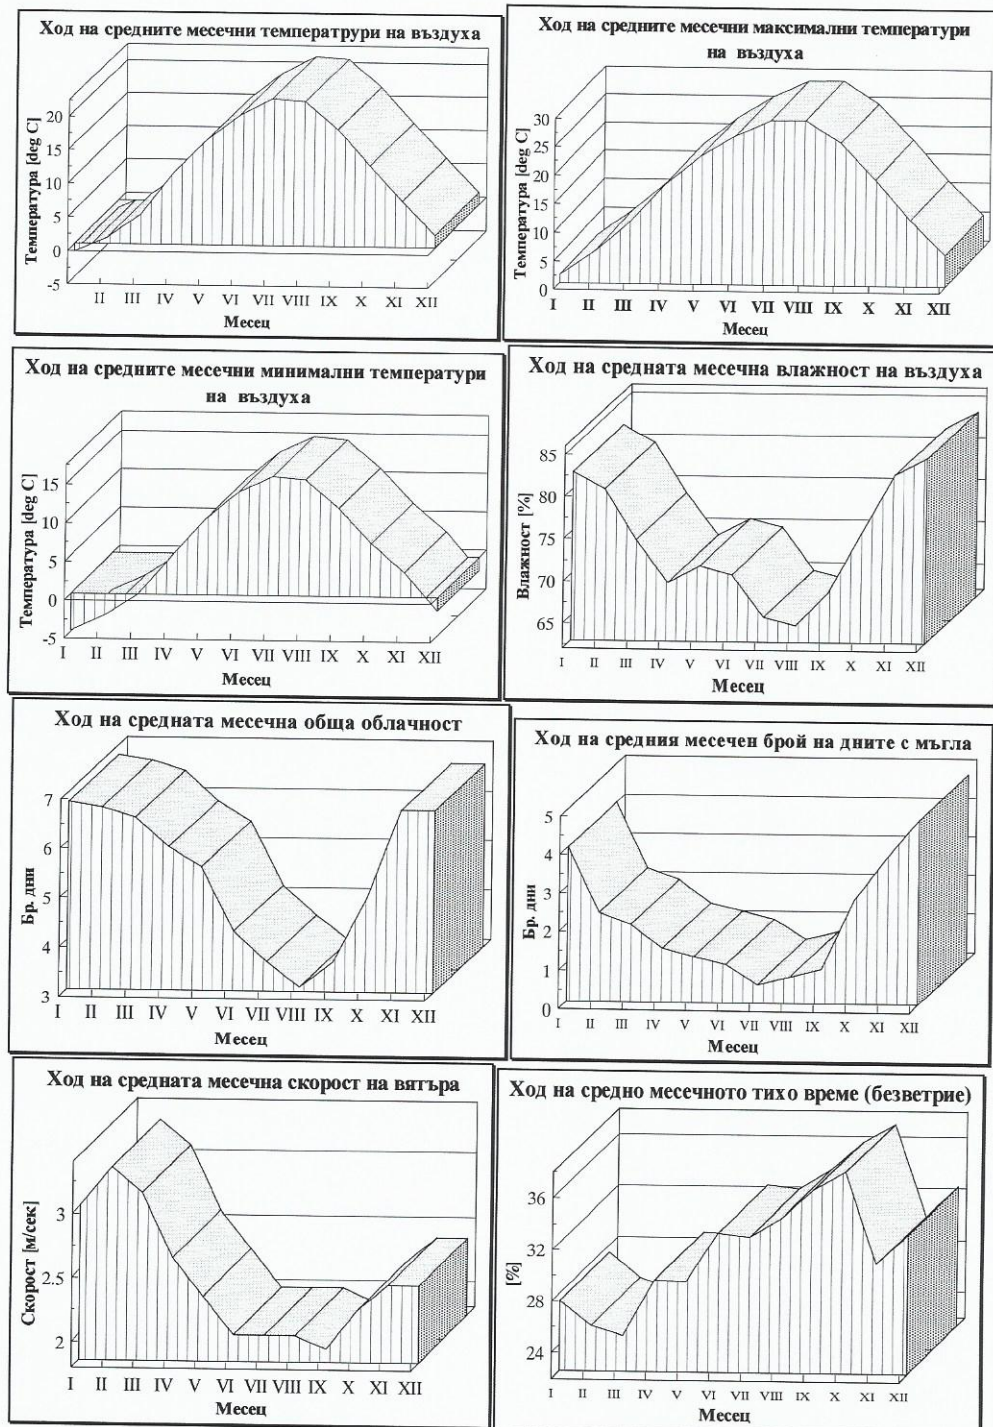 Ход на средните месечни температрури на въздуха
Температура [deg C]
20
15
10
5
0
-5
II III IV V VI VII VIII IX X XI XII
Месец
Ход на средните месечни максимални температури
на въздуха
Температура [deg C]
30
25
20
15
10
5
0
I II III IV V VI VII VIII IX X XI XII
Месец
Ход на средните месечни минимални температури
на въздуха
Температура [deg C]
15
10
5
0
-5
I II III IV V VI VII VIII IX X XI XII
Месец
Ход на средната месечна влажност на въздуха
Влажност [%]
85
80
75
70
65
I II III IV V VI VII VIII IX X XI XII
Месец
Ход на средната месечна обща облачност
Бр. дни
7
6
5
4
3
I II III IV V VI VII VIII IX X XI XII
Месец
Ход на средния месечен брой на дните с мъгла
Бр. дни
5
4
3
2
1
0
I II III IV V VI VII VIII IX X XI XII
Месец
Ход на средната месечна скорост на вятъра
Скорост [м/сек]
3
2.5
2
I II III IV V VI VII VIII IX X XI XII
Месец
Ход на средно месечното тихо време (безветрие)
[%]
36
32
28
24
I II III IV V VI VII VIII IX X XI XII
Месец